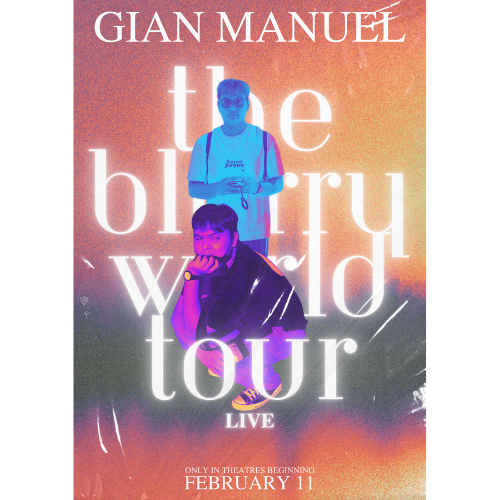 GIAN MANUEL
the
blurry
world
tour
LIVE
ONLY IN THEATRES BEGINNING
FEBRUARY 11